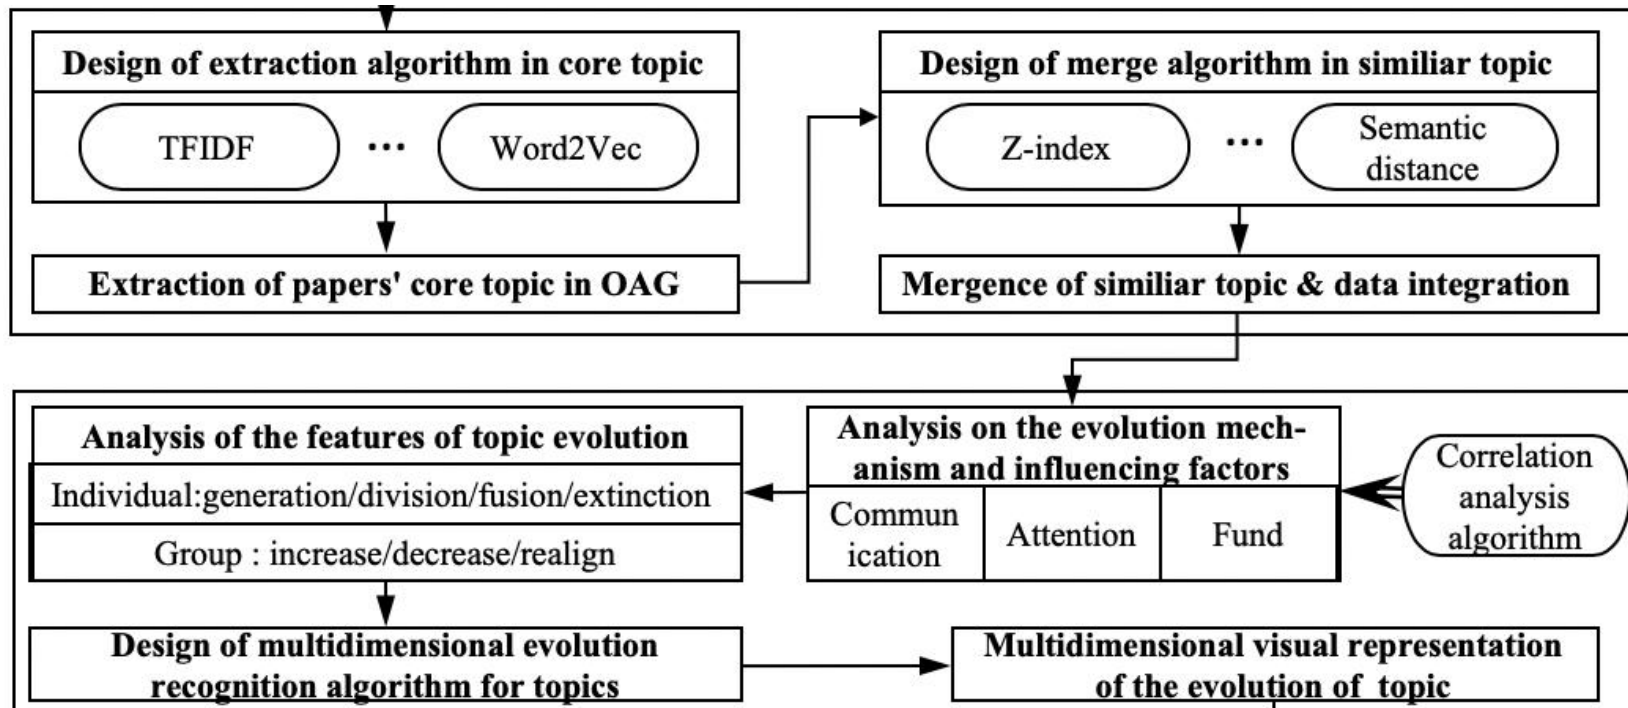 Design of extraction algorithm in core topic
TFIDF
...
Word2Vec
Extraction of papers' core topic in OAG
Design of merge algorithm in similiar topic
Z-index
...
Semantic
distance
Mergence of similiar topic & data integration
Analysis on the evolution mech-
anism and influencing factors
Commun
ication
Attention
Fund
Correlation
analysis
algorithm
Analysis of the features of topic evolution
Individual:generation/division/fusion/extinction
Group : increase/decrease/realign
Design of multidimensional evolution
recognition algorithm for topics
Multidimensional visual representation
of the evolution of topic